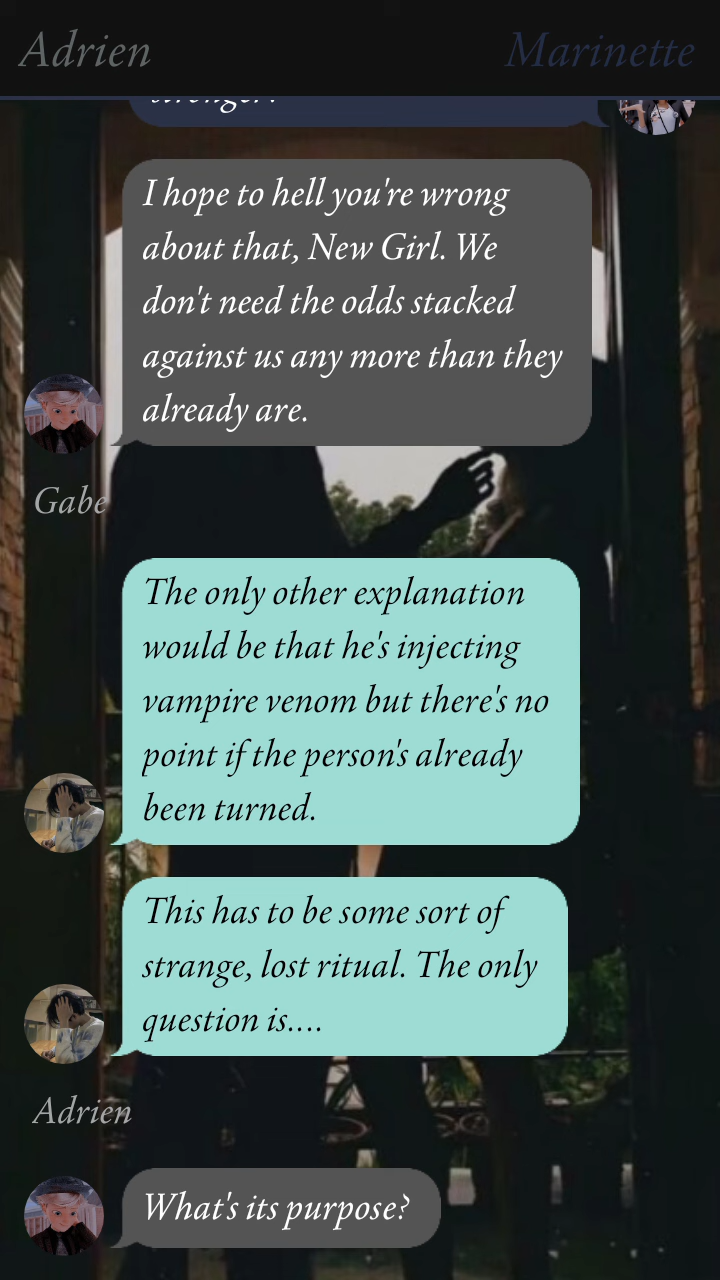 Adrien
Marinette
I hope to hell you're wrong
about that, New Girl. We
don't need the odds stacked
against us any more than they
already are.
Gabe
The only other explanation
would be that he's injecting
vampire venom but there's no
point if the person's already
been turned.
This has to be some sort of
strange, lost ritual. The only
question is....
Adrien
What's its purpose?